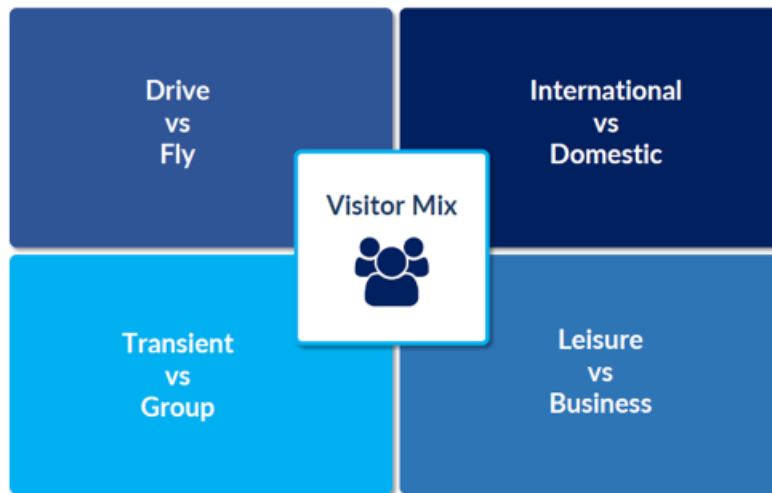 Drive
vs
Fly
International
vs
Domestic
Visitor Mix
Transient
vs
Group
Leisure
vs
Business